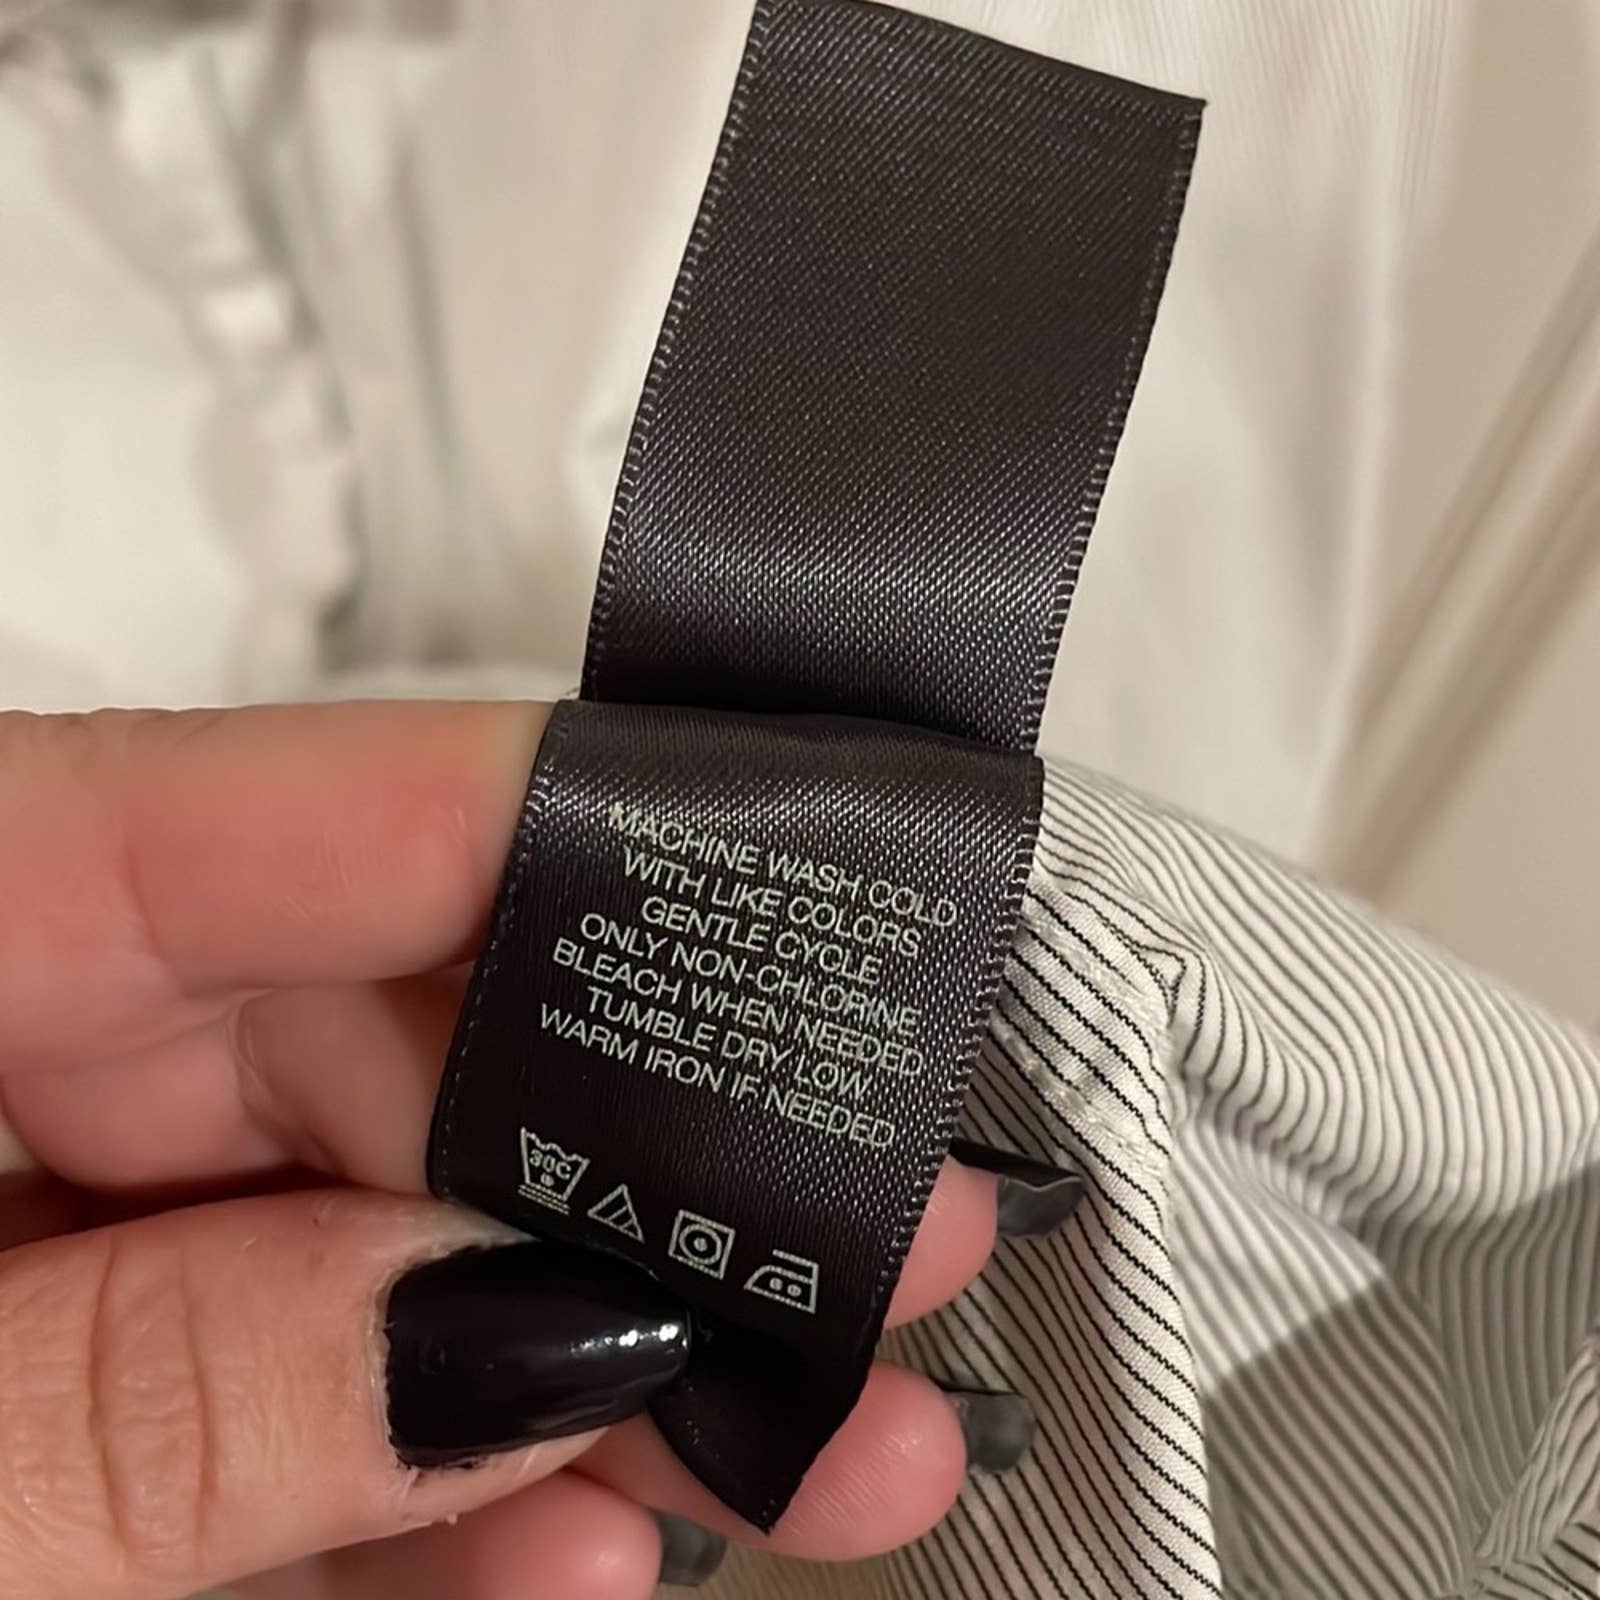 MACHINE WASH COLD
WITH LIKE COLORS
GENTLE CYCLE
ONLY NON-CHLORINE
BLEACH WHEN NEEDED
TUMBLE DRY LOW
WARM IRON IF NEEDED
30C